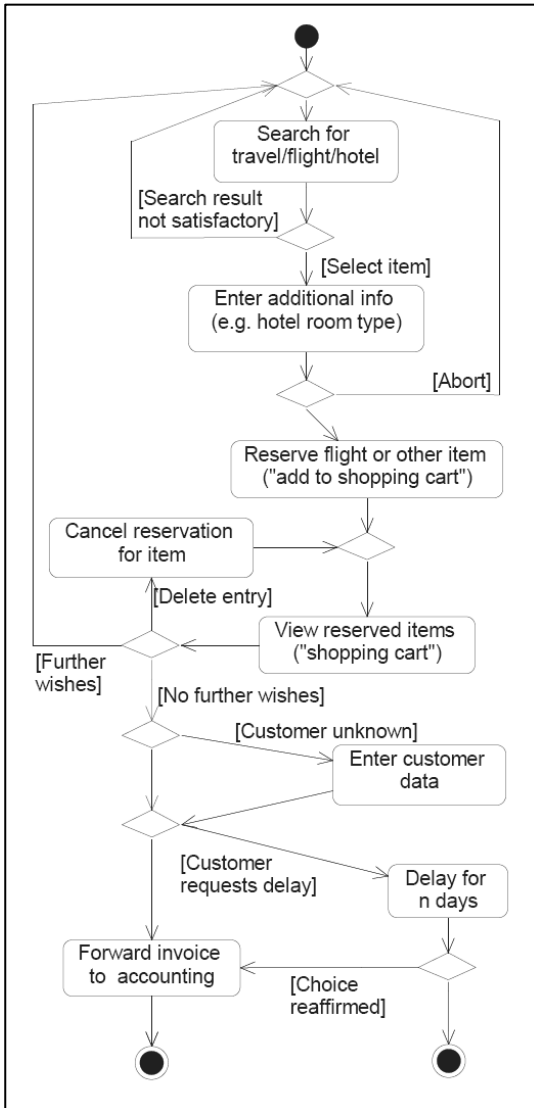 Search for
travel/flight/hotel
[Search result
not satisfactory]
[Select item]
Enter additional info
(e.g. hotel room type)
[Abort]
Reserve flight or other item
("add to shopping cart")
Cancel reservation
for item
[Delete entry]
View reserved items
("shopping cart")
[Further
wishes]
[No further wishes]
[Customer unknown]
Enter customer
data
[Customer
requests delay]
Delay for
n days
Forward invoice
to accounting
[Choice
reaffirmed]